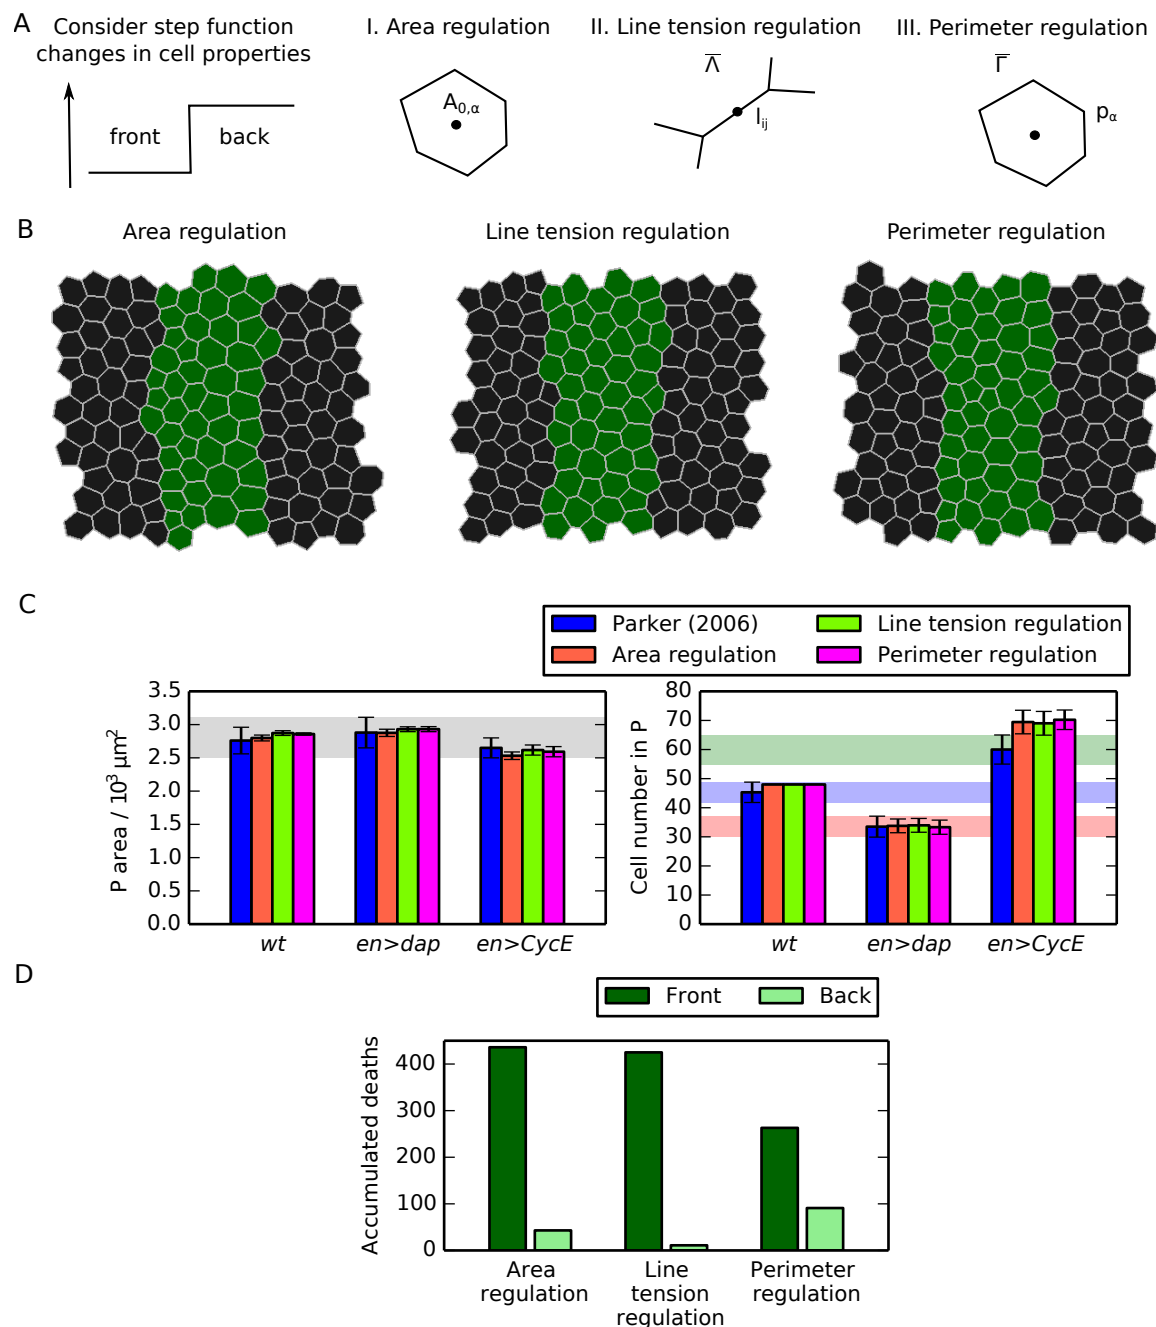 A
Consider step function
changes in cell properties
front
back
I. Area regulation
A0,α
II. Line tension regulation
Λ
lij
III. Perimeter regulation
Γ
pα
B
Area regulation
Line tension regulation
Perimeter regulation
C
Parker (2006)
Area regulation
Line tension regulation
Perimeter regulation
P area / 10³ μm²
3.5
3.0
2.5
2.0
1.5
1.0
0.5
0.0
wt
en>dap
en>CycE
Cell number in P
80
70
60
50
40
30
20
10
0
wt
en>dap
en>CycE
D
Front
Back
Accumulated deaths
400
300
200
100
0
Area
regulation
Line
tension
regulation
Perimeter
regulation